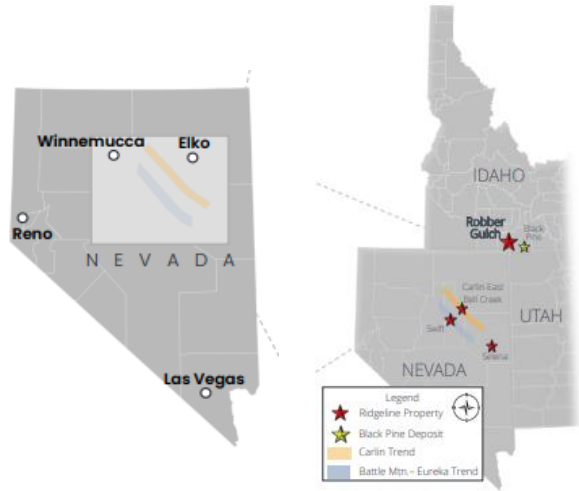 Winnemucca
Elko
Reno
NEVADA
Las Vegas
IDAHO
Robber
Gulch
Black
Pine
Carlin-East
Bell Creek
UTAH
Swift
Selena
NEVADA
Legend
Ridgeline Property
Black Pine Deposit
Carlin Trend
Battle Mtn. - Eureka Trend